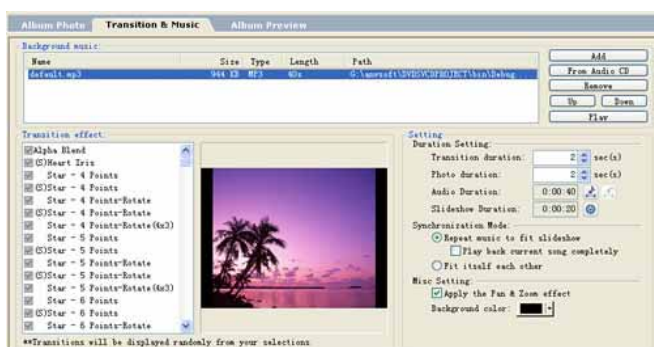 Album Photo Transition & Music Album Preview
Background music:
Name Size Type Length Path
default.mp3 944 KB MP3 40s G:\anvsoft\DVDSVCDPROJECT\bin\Debug
Add
From Audio CD
Remove
Up Down
Play
Transition effect:
Alpha Blend
(S)Heart Iris
Star - 4 Points
(S)Star - 4 Points
Star - 4 Points-Rotate
(S)Star - 4 Points-Rotate
Star - 4 Points-Rotate(4x3)
Star - 5 Points
(S)Star - 5 Points
Star - 5 Points-Rotate
(S)Star - 5 Points-Rotate
Star - 5 Points-Rotate(4x3)
Star - 6 Points
(S)Star - 6 Points
Star - 6 Points-Rotate
**Transitions will be displayed randomly from your selections
Setting
Duration Setting:
Transition duration: 2 sec(s)
Photo duration: 2 sec(s)
Audio Duration: 0:00:40
Slideshow Duration: 0:00:20
Synchronization Mode:
Repeat music to fit slideshow
Play back current song completely
Fit itself each other
Misc Setting:
Apply the Pan & Zoom effect
Background color: